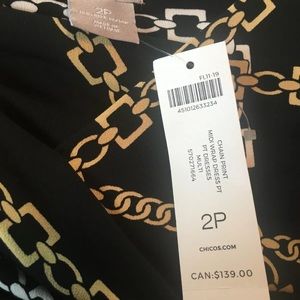 2P
FL11-19
451012633234
CHAIN PRINT
MIDI WRAP DRESS PT
PT DRESSES
570271664
MULTI
2P
CHICOS.COM
CAN:$139.00